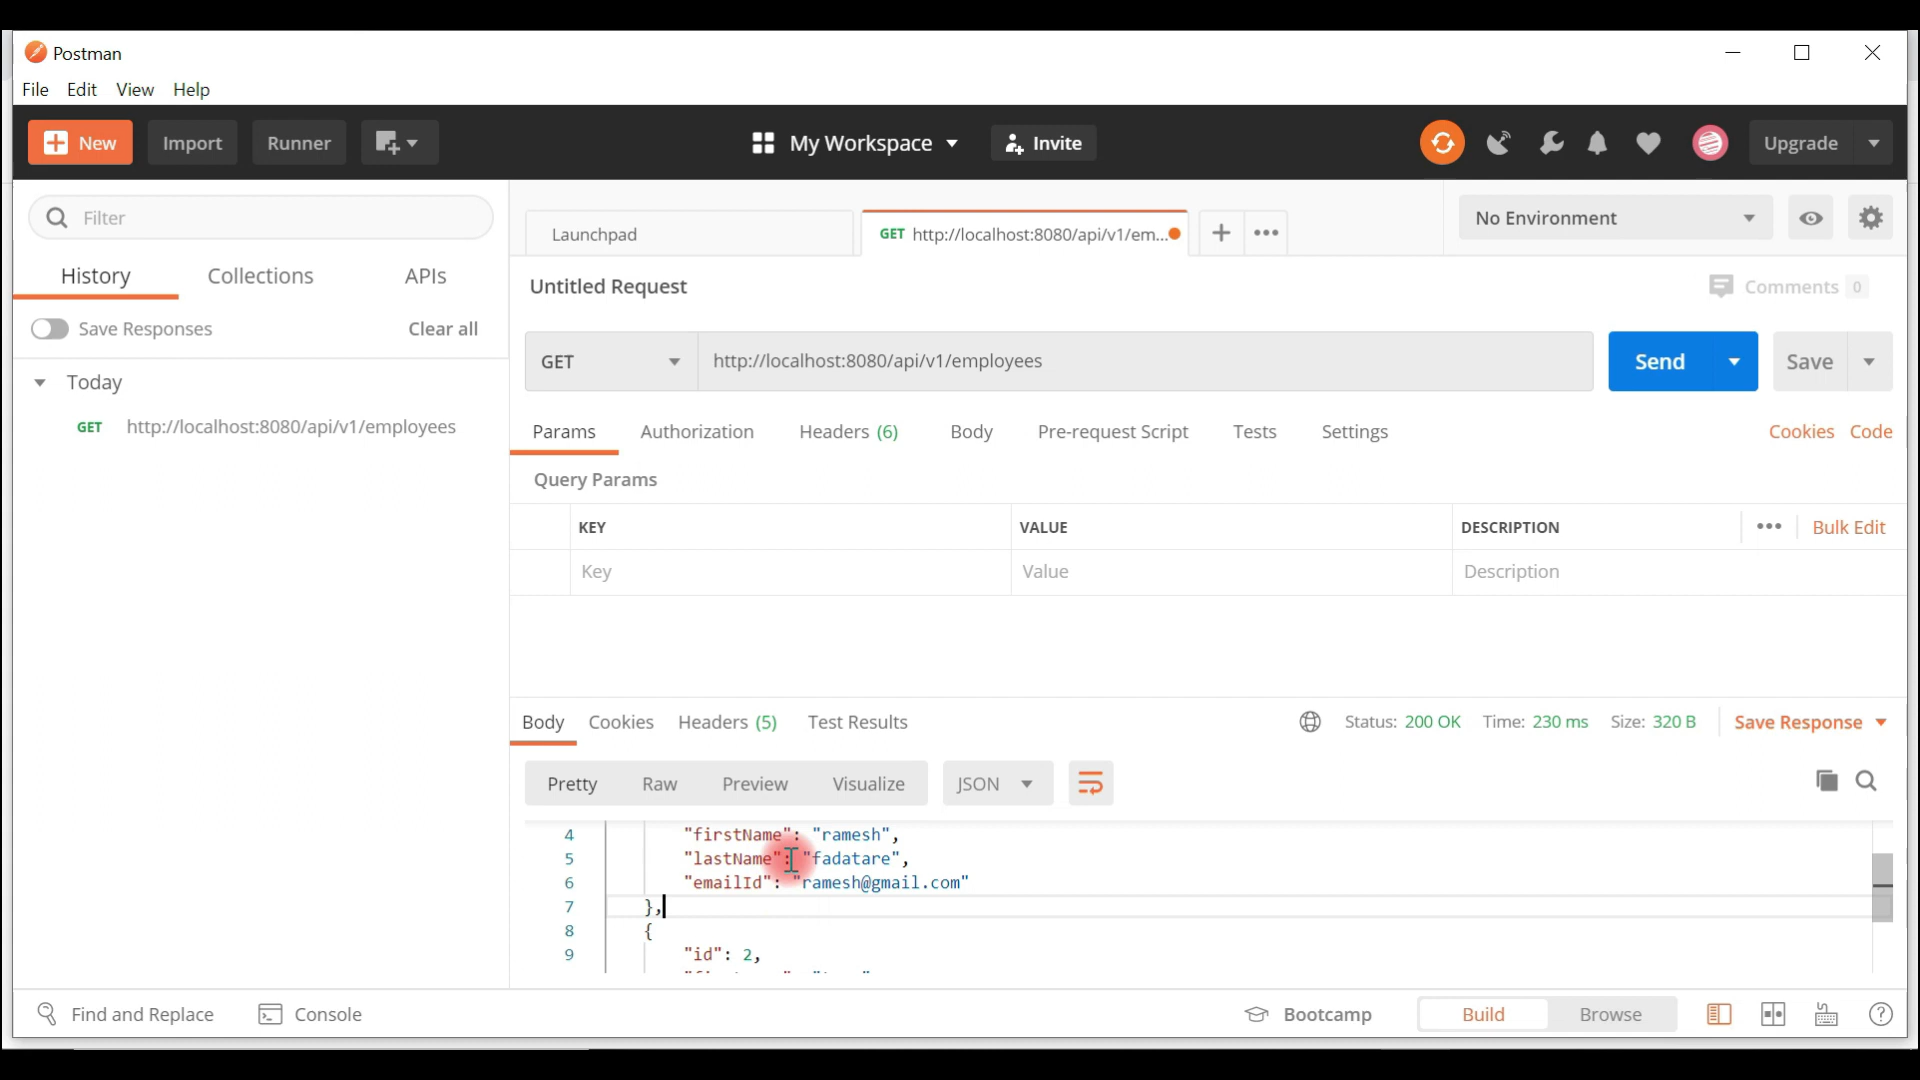 Postman
File Edit View Help
New Import Runner My Workspace Invite Upgrade
Filter
Launchpad GET http://localhost:8080/api/v1/em... No Environment
History Collections APIs
Untitled Request Comments 0
Save Responses Clear all
GET http://localhost:8080/api/v1/employees Send Save
Today
GET http://localhost:8080/api/v1/employees
Params Authorization Headers (6) Body Pre-request Script Tests Settings Cookies Code
Query Params
KEY VALUE DESCRIPTION ••• Bulk Edit
Key Value Description
Body Cookies Headers (5) Test Results Status: 200 OK Time: 230 ms Size: 320 B Save Response
Pretty Raw Preview Visualize JSON
4 "firstName": "ramesh",
5 "lastName": "fadatare",
6 "emailId": "ramesh@gmail.com"
7 },
8 {
9 "id": 2,
Find and Replace Console Bootcamp Build Browse